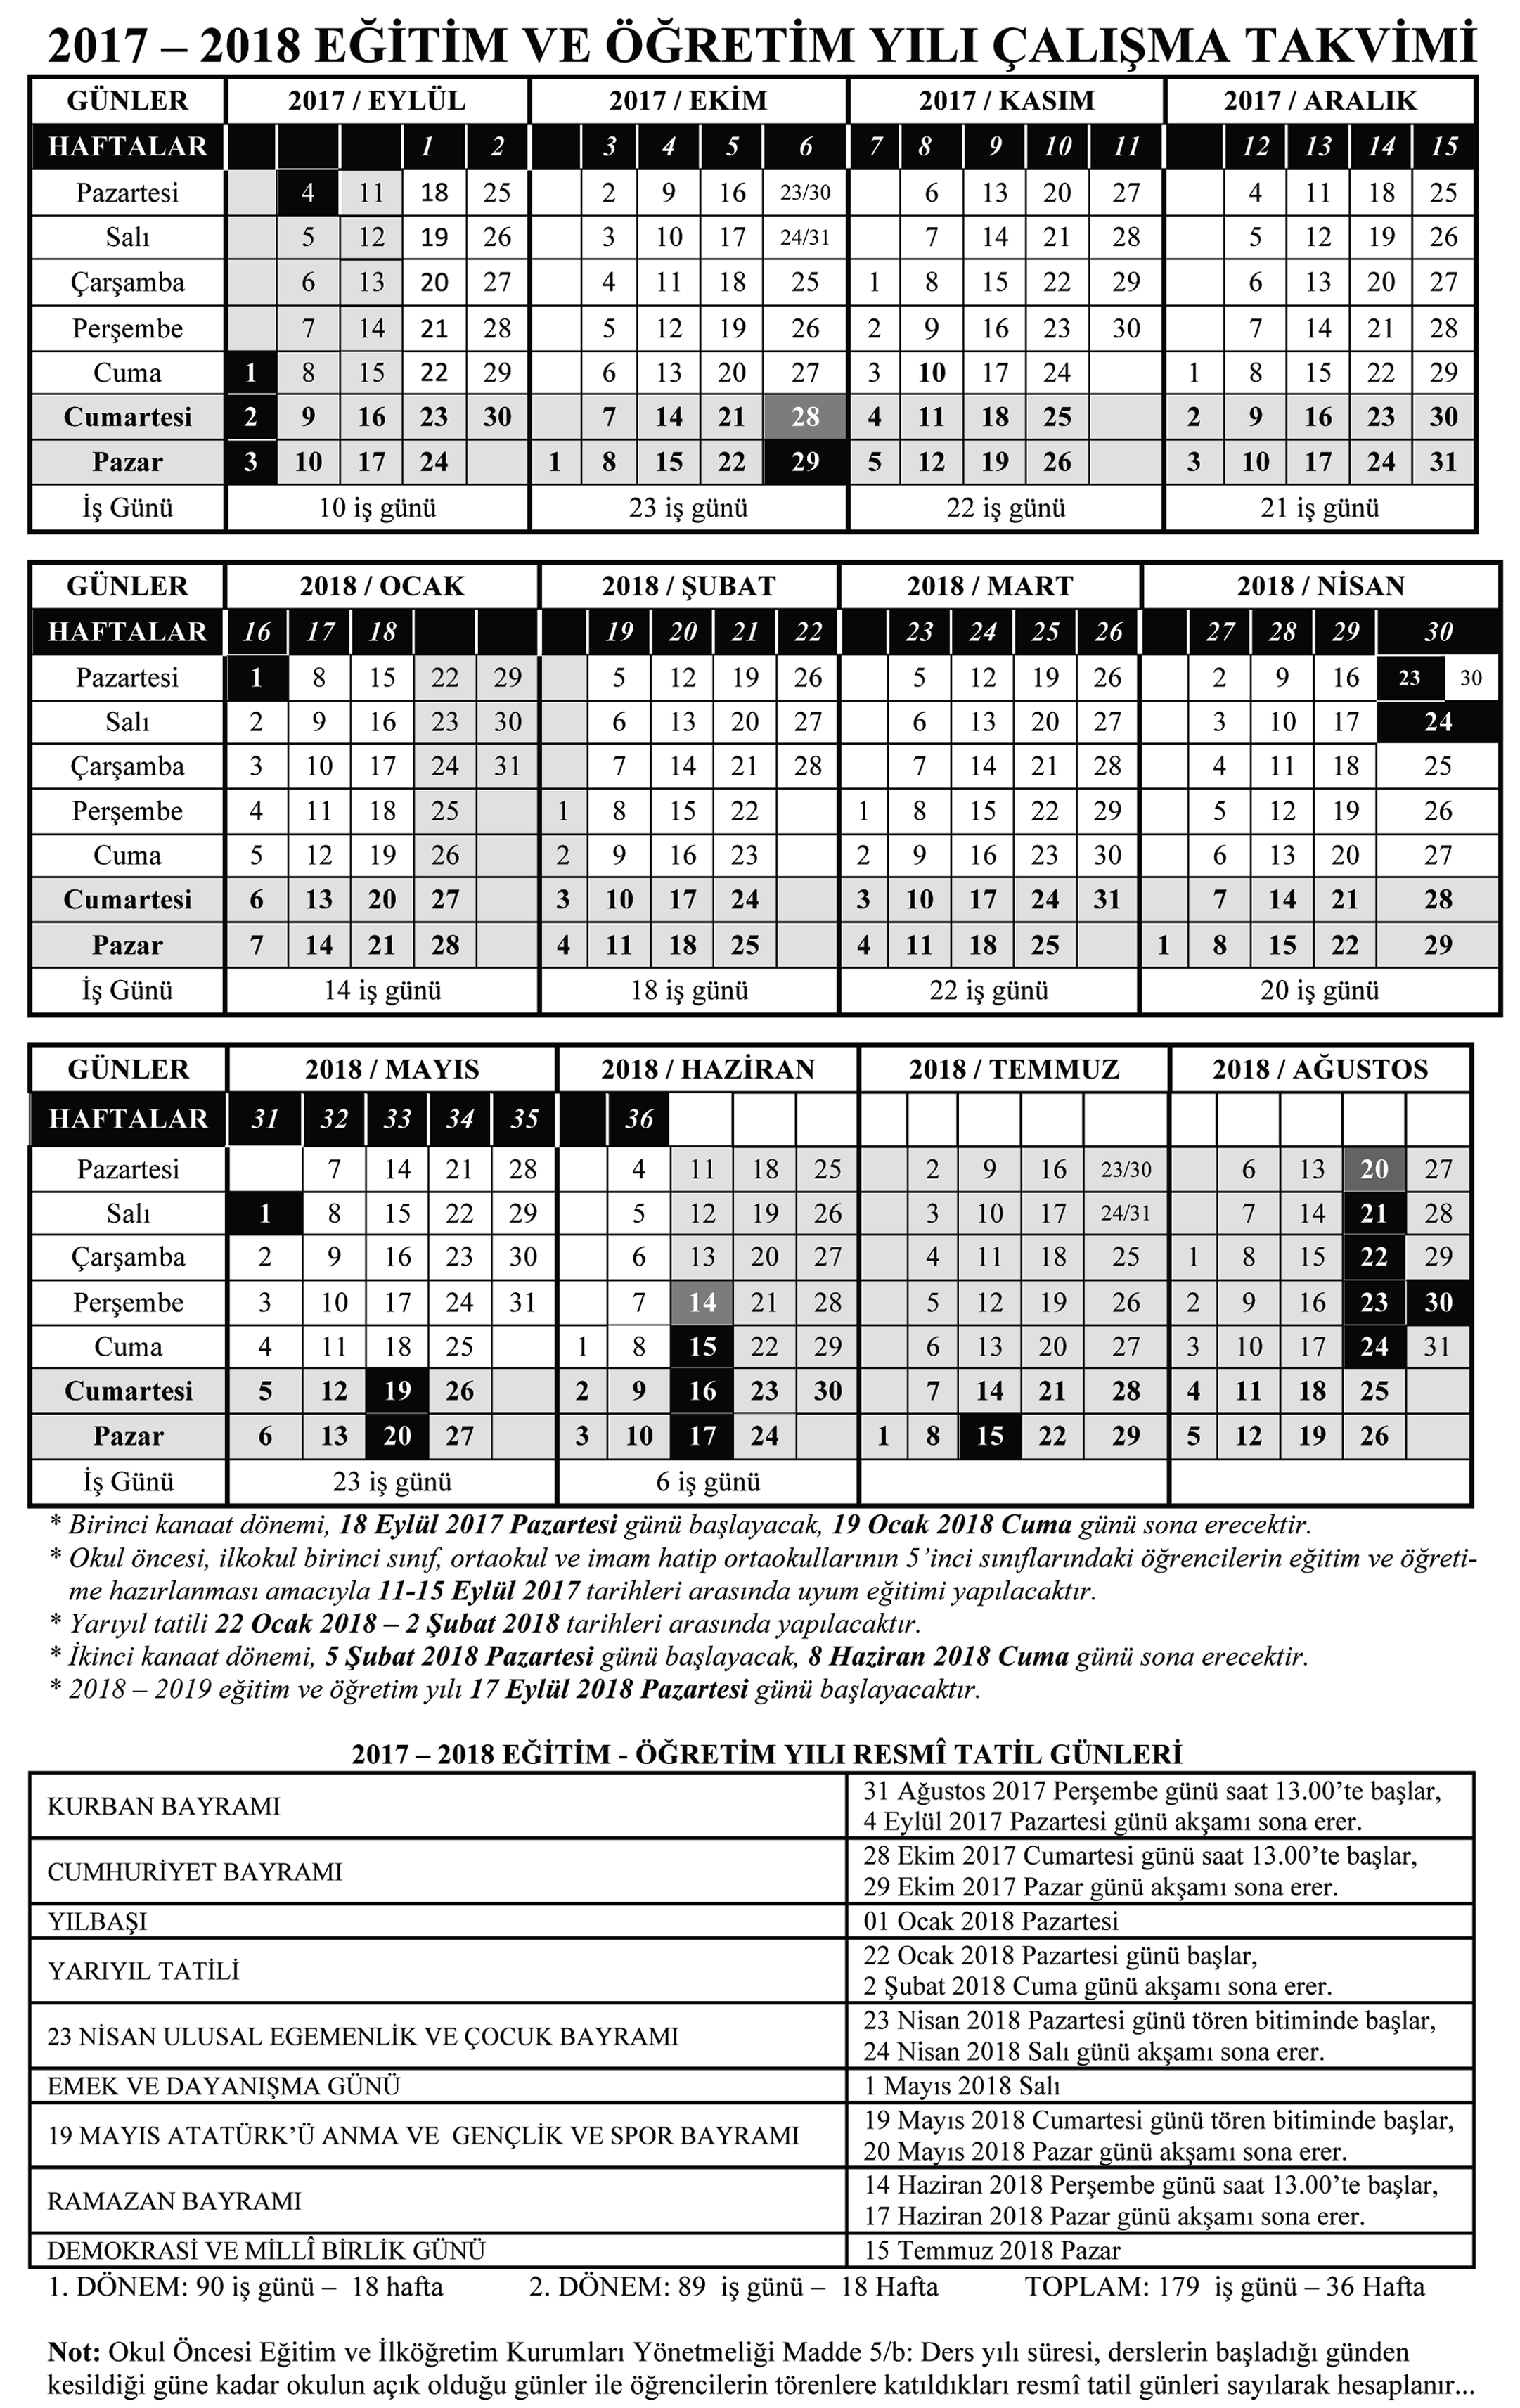 2017 – 2018 EĞİTİM VE ÖĞRETİM YILI ÇALIŞMA TAKVİMİ
GÜNLER 2017 / EYLÜL 2017 / EKİM 2017 / KASIM 2017 / ARALIK
HAFTALAR 1 2 3 4 5 6 7 8 9 10 11 12 13 14 15
Pazartesi 4 11 18 25 2 9 16 23/30 6 13 20 27 4 11 18 25
Salı 5 12 19 26 3 10 17 24/31 7 14 21 28 5 12 19 26
Çarşamba 6 13 20 27 4 11 18 25 1 8 15 22 29 6 13 20 27
Perşembe 7 14 21 28 5 12 19 26 2 9 16 23 30 7 14 21 28
Cuma 1 8 15 22 29 6 13 20 27 3 10 17 24 1 8 15 22 29
Cumartesi 2 9 16 23 30 7 14 21 28 4 11 18 25 2 9 16 23 30
Pazar 3 10 17 24 1 8 15 22 29 5 12 19 26 3 10 17 24 31
İş Günü 10 iş günü 23 iş günü 22 iş günü 21 iş günü
GÜNLER 2018 / OCAK 2018 / ŞUBAT 2018 / MART 2018 / NİSAN
HAFTALAR 16 17 18 19 20 21 22 23 24 25 26 27 28 29 30
Pazartesi 1 8 15 22 29 5 12 19 26 5 12 19 26 2 9 16 23 30
Salı 2 9 16 23 30 6 13 20 27 6 13 20 27 3 10 17 24
Çarşamba 3 10 17 24 31 7 14 21 28 7 14 21 28 4 11 18 25
Perşembe 4 11 18 25 1 8 15 22 1 8 15 22 29 5 12 19 26
Cuma 5 12 19 26 2 9 16 23 2 9 16 23 30 6 13 20 27
Cumartesi 6 13 20 27 3 10 17 24 3 10 17 24 31 7 14 21 28
Pazar 7 14 21 28 4 11 18 25 4 11 18 25 1 8 15 22 29
İş Günü 14 iş günü 18 iş günü 22 iş günü 20 iş günü
GÜNLER 2018 / MAYIS 2018 / HAZİRAN 2018 / TEMMUZ 2018 / AĞUSTOS
HAFTALAR 31 32 33 34 35 36
Pazartesi 7 14 21 28 4 11 18 25 2 9 16 23/30 6 13 20 27
Salı 1 8 15 22 29 5 12 19 26 3 10 17 24/31 7 14 21 28
Çarşamba 2 9 16 23 30 6 13 20 27 4 11 18 25 1 8 15 22 29
Perşembe 3 10 17 24 31 7 14 21 28 5 12 19 26 2 9 16 23 30
Cuma 4 11 18 25 1 8 15 22 29 6 13 20 27 3 10 17 24 31
Cumartesi 5 12 19 26 2 9 16 23 30 7 14 21 28 4 11 18 25
Pazar 6 13 20 27 3 10 17 24 1 8 15 22 29 5 12 19 26
İş Günü 23 iş günü 6 iş günü
* Birinci kanaat dönemi, 18 Eylül 2017 Pazartesi günü başlayacak, 19 Ocak 2018 Cuma günü sona erecektir.
* Okul öncesi, ilkokul birinci sınıf, ortaokul ve imam hatip ortaokullarının 5’inci sınıflarındaki öğrencilerin eğitim ve öğreti-
me hazırlanması amacıyla 11-15 Eylül 2017 tarihleri arasında uyum eğitimi yapılacaktır.
* Yarıyıl tatili 22 Ocak 2018 – 2 Şubat 2018 tarihleri arasında yapılacaktır.
* İkinci kanaat dönemi, 5 Şubat 2018 Pazartesi günü başlayacak, 8 Haziran 2018 Cuma günü sona erecektir.
* 2018 – 2019 eğitim ve öğretim yılı 17 Eylül 2018 Pazartesi günü başlayacaktır.
2017 – 2018 EĞİTİM - ÖĞRETİM YILI RESMÎ TATİL GÜNLERİ
KURBAN BAYRAMI
31 Ağustos 2017 Perşembe günü saat 13.00’te başlar,
4 Eylül 2017 Pazartesi günü akşamı sona erer.
CUMHURİYET BAYRAMI
28 Ekim 2017 Cumartesi günü saat 13.00’te başlar,
29 Ekim 2017 Pazar günü akşamı sona erer.
YILBAŞI 01 Ocak 2018 Pazartesi
YARIYIL TATİLİ
22 Ocak 2018 Pazartesi günü başlar,
2 Şubat 2018 Cuma günü akşamı sona erer.
23 NİSAN ULUSAL EGEMENLİK VE ÇOCUK BAYRAMI
23 Nisan 2018 Pazartesi günü tören bitiminde başlar,
24 Nisan 2018 Salı günü akşamı sona erer.
EMEK VE DAYANIŞMA GÜNÜ 1 Mayıs 2018 Salı
19 MAYIS ATATÜRK’Ü ANMA VE GENÇLİK VE SPOR BAYRAMI
19 Mayıs 2018 Cumartesi günü tören bitiminde başlar,
20 Mayıs 2018 Pazar günü akşamı sona erer.
RAMAZAN BAYRAMI
14 Haziran 2018 Perşembe günü saat 13.00’te başlar,
17 Haziran 2018 Pazar günü akşamı sona erer.
DEMOKRASİ VE MİLLÎ BİRLİK GÜNÜ 15 Temmuz 2018 Pazar
1. DÖNEM: 90 iş günü – 18 hafta 2. DÖNEM: 89 iş günü – 18 Hafta TOPLAM: 179 iş günü – 36 Hafta
Not: Okul Öncesi Eğitim ve İlköğretim Kurumları Yönetmeliği Madde 5/b: Ders yılı süresi, derslerin başladığı günden
kesildiği güne kadar okulun açık olduğu günler ile öğrencilerin törenlere katıldıkları resmî tatil günleri sayılarak hesaplanır...